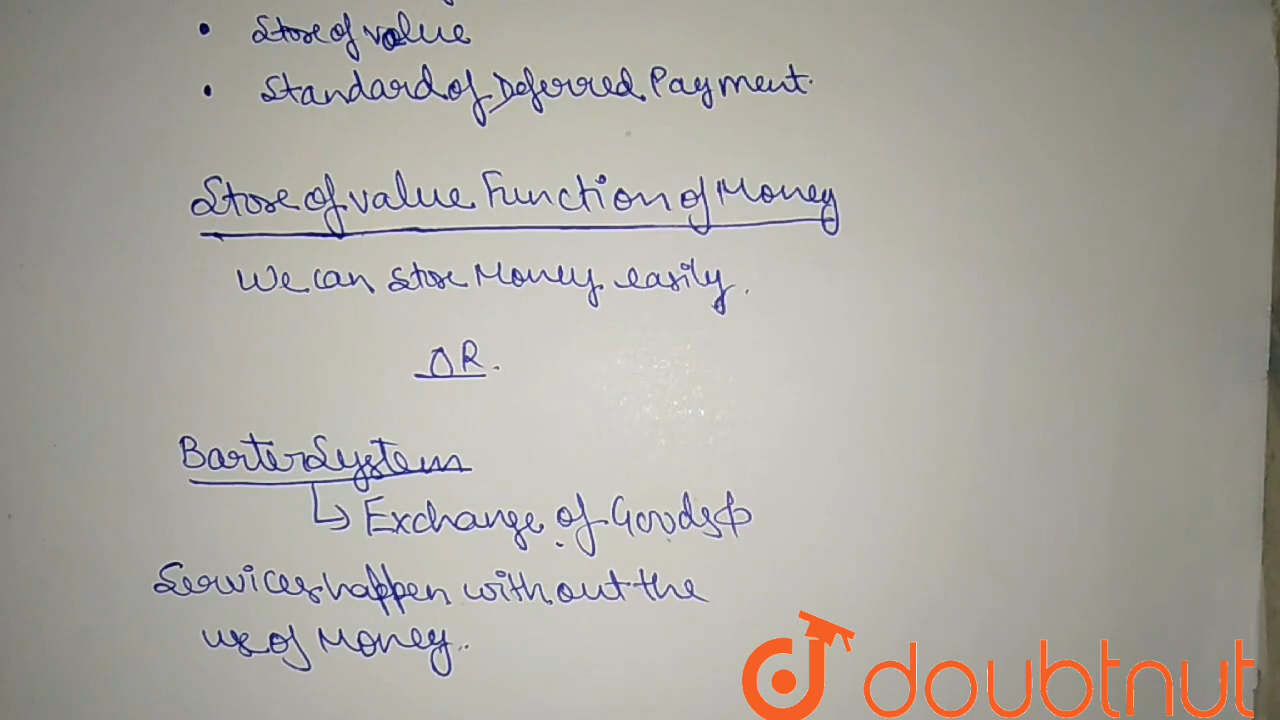 • Store of value
• Standard of Deferred Payment.
Store of value Function of Money
We can store Money easily.
OR.
Barter System
↳ Exchange of Goods &
Services happen without the
use of Money.
doubtnut